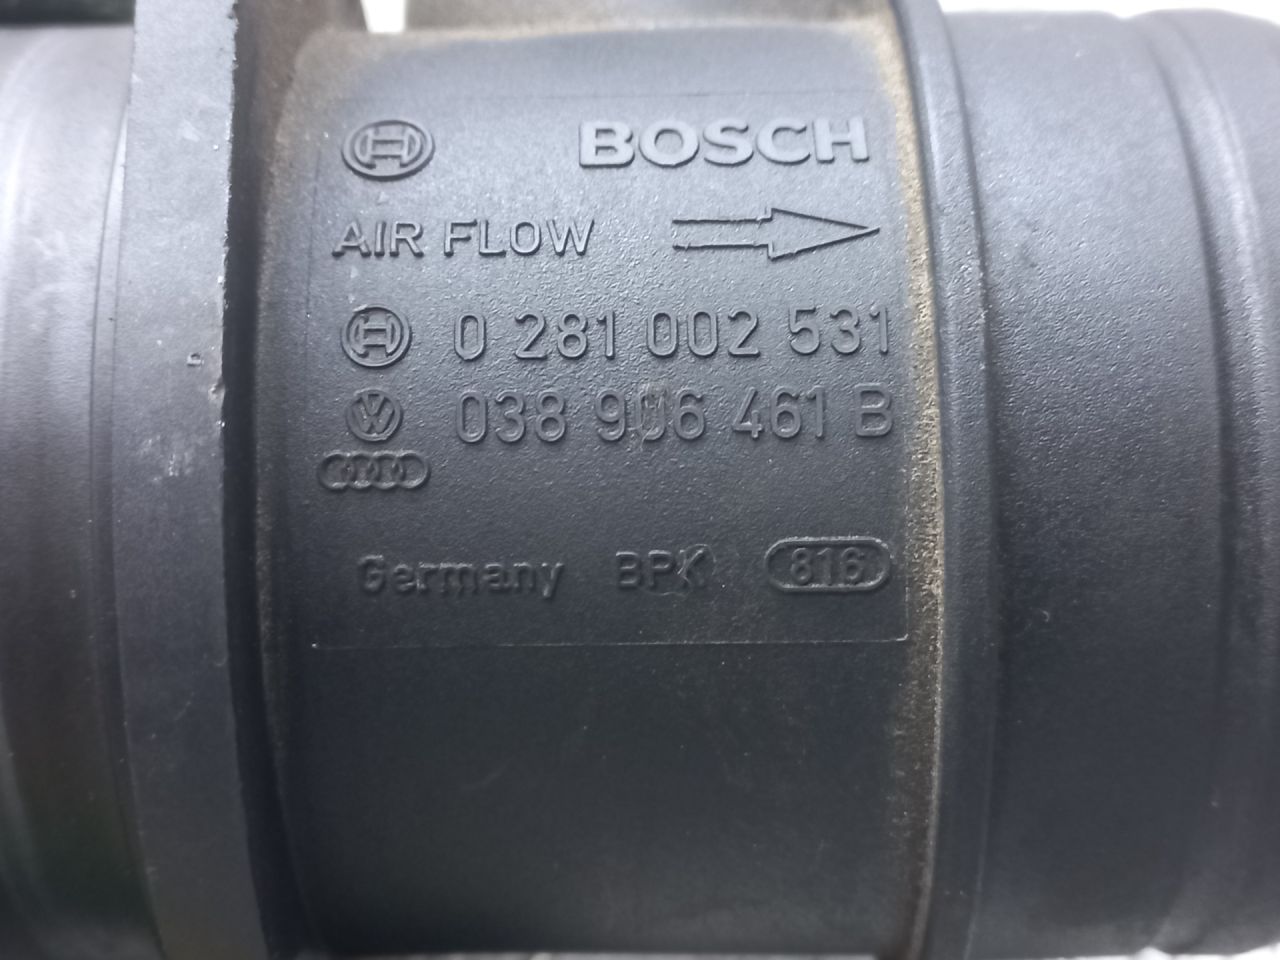 BOSCH
AIR FLOW
0 281 002 531
038 906 461 B
Germany BPK 816